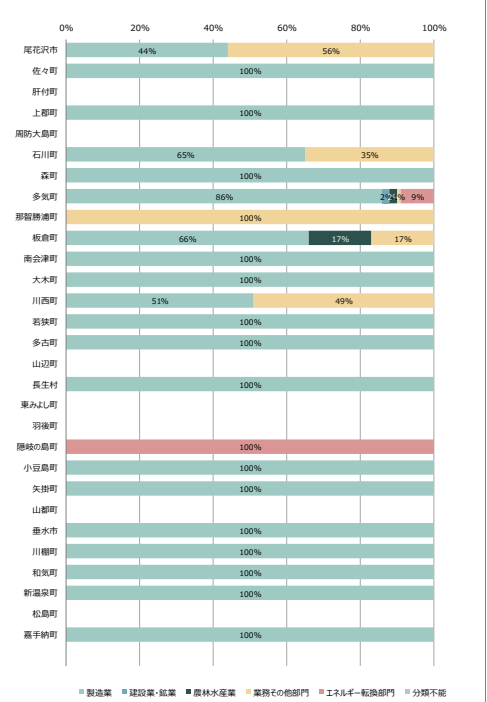 0% 20% 40% 60% 80% 100%
尾花沢市 44% 56%
佐々町 100%
肝付町
上郡町 100%
周防大島町
石川町 65% 35%
森町 100%
多気町 86% 2% 2% 1% 9%
那智勝浦町 100%
板倉町 66% 17% 17%
南会津町 100%
大木町 100%
川西町 51% 49%
若狭町 100%
多古町 100%
山辺町
長生村 100%
東みよし町
羽後町
隠岐の島町 100%
小豆島町 100%
矢掛町 100%
山都町
垂水市 100%
川棚町 100%
和気町 100%
新温泉町 100%
松島町
嘉手納町 100%
製造業 建設業・鉱業 農林水産業 業務その他部門 エネルギー転換部門 分類不能